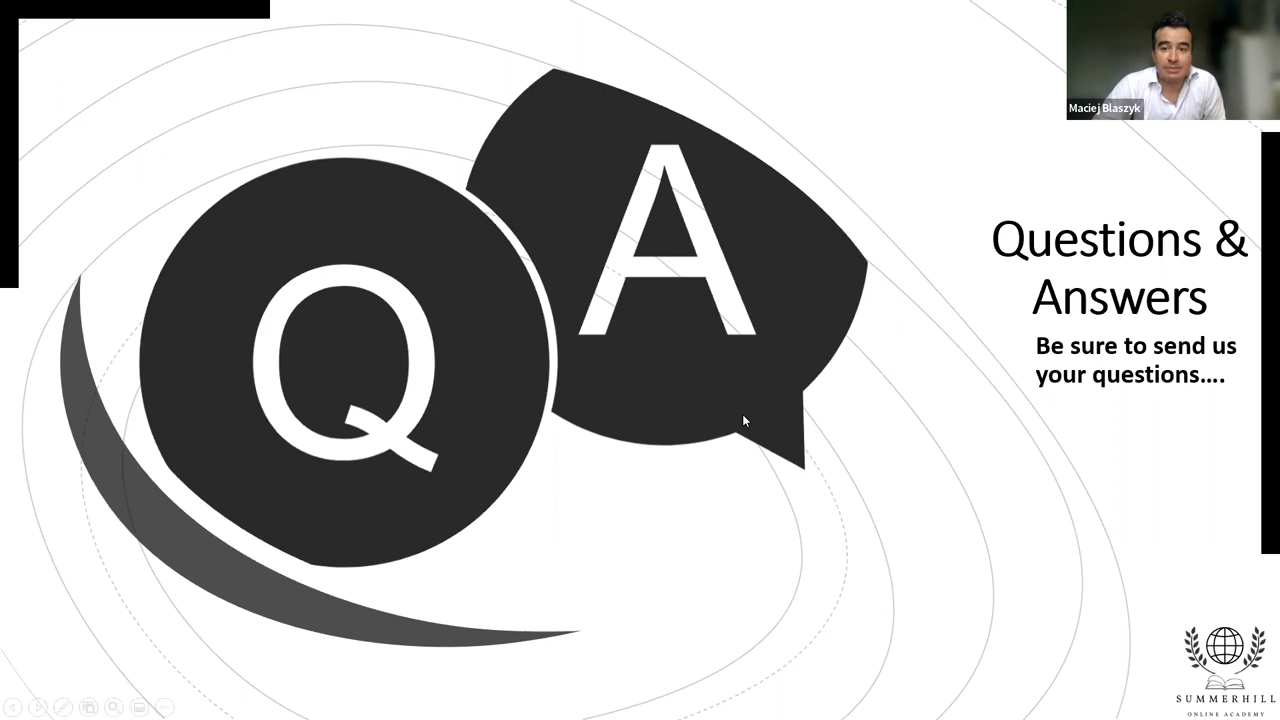 Maciej Blaszyk
Q
A
Questions &
Answers
Be sure to send us
your questions....
SUMMERHILL
ONLINE ACADEMY